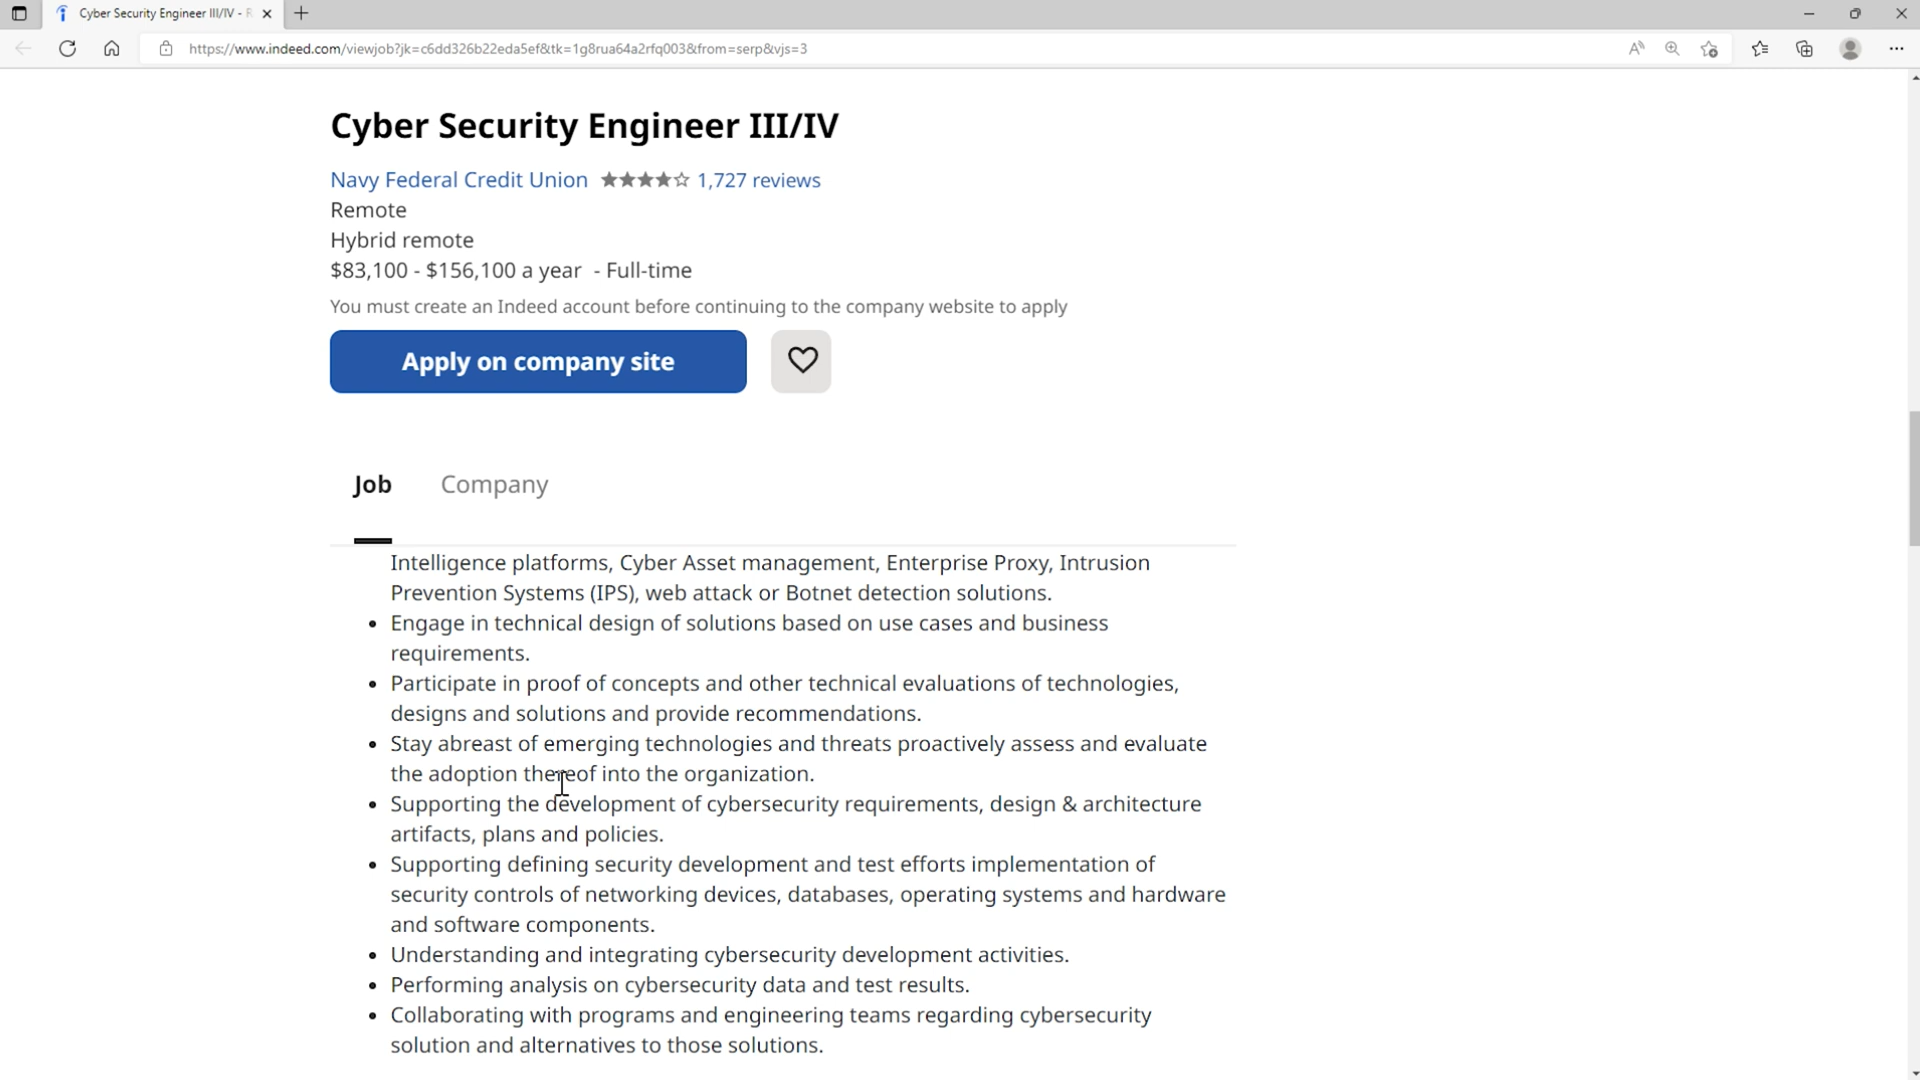 Cyber Security Engineer III/IV - R
https://www.indeed.com/viewjob?jk=c6dd326b22eda5ef&tk=1g8rua64a2rfq003&from=serp&vjs=3
Cyber Security Engineer III/IV
Navy Federal Credit Union 1,727 reviews
Remote
Hybrid remote
$83,100 - $156,100 a year - Full-time
You must create an Indeed account before continuing to the company website to apply
Apply on company site
Job Company
Intelligence platforms, Cyber Asset management, Enterprise Proxy, Intrusion
Prevention Systems (IPS), web attack or Botnet detection solutions.
• Engage in technical design of solutions based on use cases and business
requirements.
• Participate in proof of concepts and other technical evaluations of technologies,
designs and solutions and provide recommendations.
• Stay abreast of emerging technologies and threats proactively assess and evaluate
the adoption thereof into the organization.
• Supporting the development of cybersecurity requirements, design & architecture
artifacts, plans and policies.
• Supporting defining security development and test efforts implementation of
security controls of networking devices, databases, operating systems and hardware
and software components.
• Understanding and integrating cybersecurity development activities.
• Performing analysis on cybersecurity data and test results.
• Collaborating with programs and engineering teams regarding cybersecurity
solution and alternatives to those solutions.